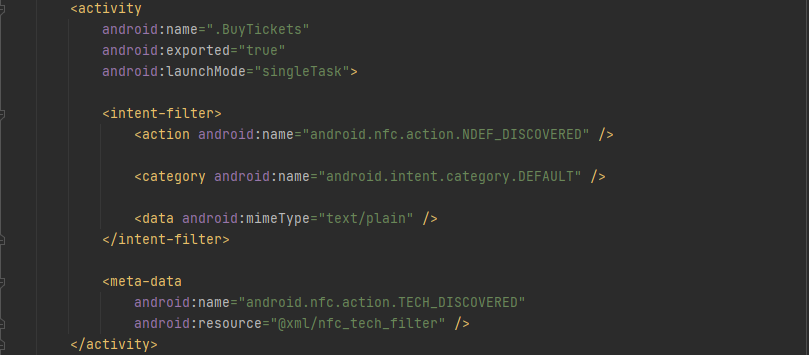 <activity
android:name=".BuyTickets"
android:exported="true"
android:launchMode="singleTask">
<intent-filter>
<action android:name="android.nfc.action.NDEF_DISCOVERED" />
<category android:name="android.intent.category.DEFAULT" />
<data android:mimeType="text/plain" />
</intent-filter>
<meta-data
android:name="android.nfc.action.TECH_DISCOVERED"
android:resource="@xml/nfc_tech_filter" />
</activity>